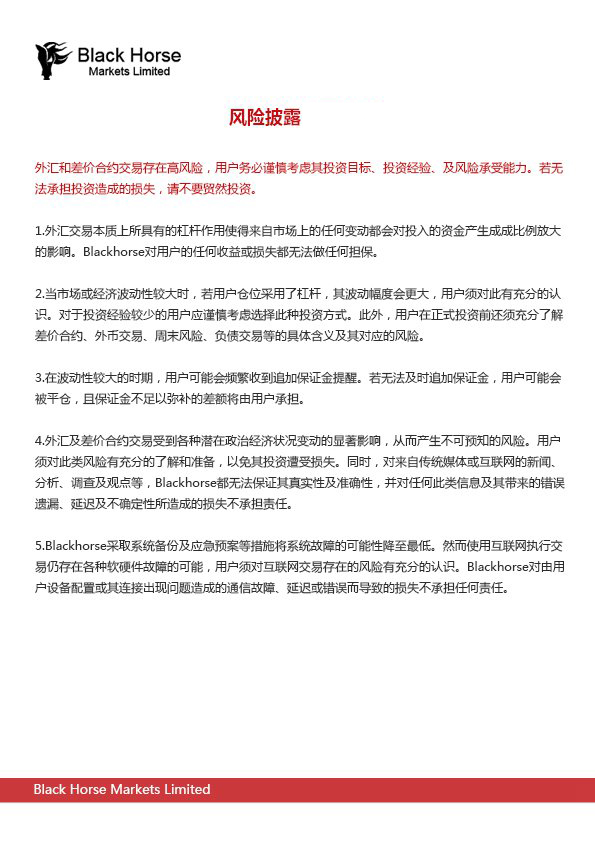 Black Horse
Markets Limited
风险披露
外汇和差价合约交易存在高风险，用户务必谨慎考虑其投资目标、投资经验、及风险承受能力。若无
法承担投资造成的损失，请不要贸然投资。
1.外汇交易本质上所具有的杠杆作用使得来自市场上的任何变动都会对投入的资金产生成成比例放大
的影响。Blackhorse对用户的任何收益或损失都无法做任何担保。
2.当市场或经济波动性较大时，若用户仓位采用了杠杆，其波动幅度会更大，用户须对此有充分的认
识。对于投资经验较少的用户应谨慎考虑选择此种投资方式。此外，用户在正式投资前还须充分了解
差价合约、外币交易、周末风险、负债交易等的具体含义及其对应的风险。
3.在波动性较大的时期，用户可能会频繁收到追加保证金提醒。若无法及时追加保证金，用户可能会
被平仓，且保证金不足以弥补的差额将由用户承担。
4.外汇及差价合约交易受到各种潜在政治经济状况变动的显著影响，从而产生不可预知的风险。用户
须对此类风险有充分的了解和准备，以免其投资遭受损失。同时，对来自传统媒体或互联网的新闻、
分析、调查及观点等，Blackhorse都无法保证其真实性及准确性，并对任何此类信息及其带来的错误
遗漏、延迟及不确定性所造成的损失不承担责任。
5.Blackhorse采取系统备份及应急预案等措施将系统故障的可能性降至最低。然而使用互联网执行交
易仍存在各种软硬件故障的可能，用户须对互联网交易存在的风险有充分的认识。Blackhorse对由用
户设备配置或其连接出现问题造成的通信故障、延迟或错误而导致的损失不承担任何责任。
Black Horse Markets Limited